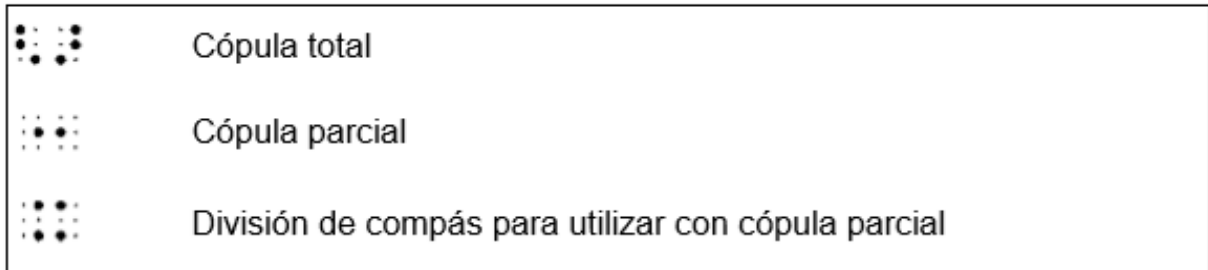 ⠣⠜ Cópula total
⠐⠂ Cópula parcial
⠨⠅ División de compás para utilizar con cópula parcial